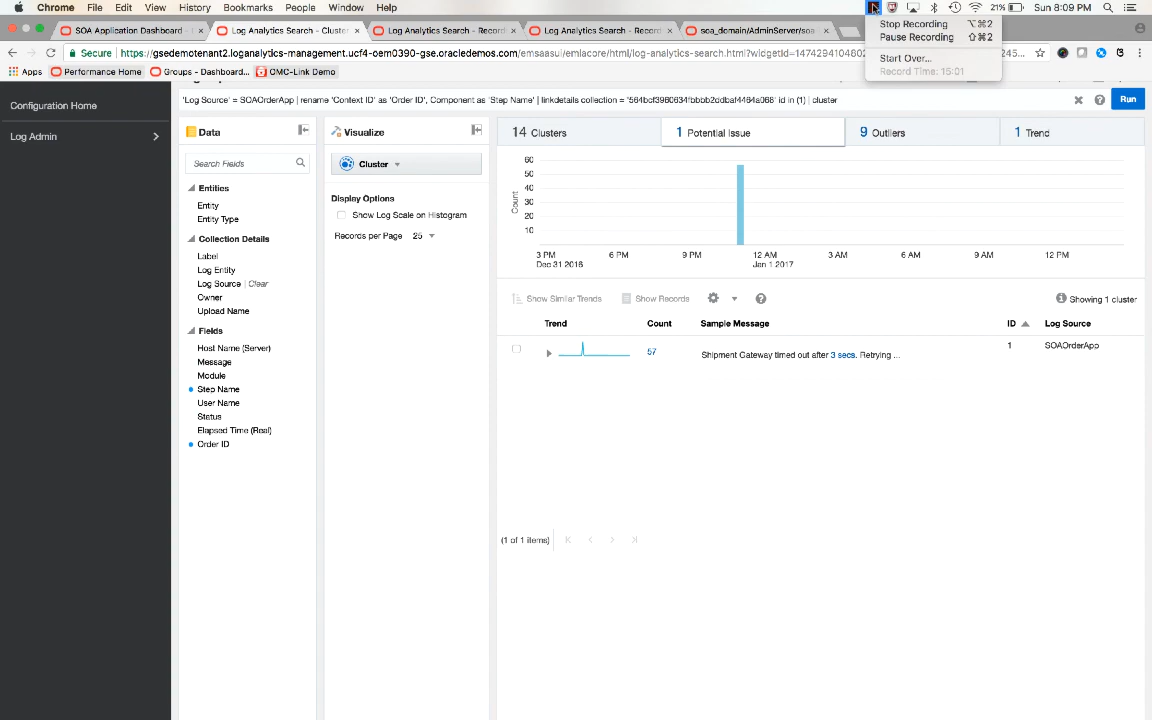 Chrome File Edit View History Bookmarks People Window Help
21% Sun 8:09 PM
Stop Recording ⌥⌘2
Pause Recording ⇧⌘2
Start Over...
Record Time: 15:01
SOA Application Dashboard - × Log Analytics Search - Cluster × Log Analytics Search - Records × Log Analytics Search - Record × soa_domain/AdminServer/soa ×
Secure https://gsedemotenant2.loganalytics-management.ucf4-oem0390-gse.oracledemos.com/emsaasui/emlacore/html/log-analytics-search.html?widgetId=1474294104802 245...
Apps Performance Home Groups - Dashboard... OMC-Link Demo
Configuration Home
Log Admin
'Log Source' = SOAOrderApp | rename 'Context ID' as 'Order ID', Component as 'Step Name' | linkdetails collection = '564bcf3960634fbbbb2ddbaf4464a068' id in (1) | cluster
Run
Data
Search Fields
Entities
Entity
Entity Type
Collection Details
Label
Log Entity
Log Source | Clear
Owner
Upload Name
Fields
Host Name (Server)
Message
Module
Step Name
User Name
Status
Elapsed Time (Real)
Order ID
Visualize
Cluster
Display Options
Show Log Scale on Histogram
Records per Page 25
14 Clusters 1 Potential Issue 9 Outliers 1 Trend
Count
60
50
40
30
20
10
3 PM 6 PM 9 PM 12 AM 3 AM 6 AM 9 AM 12 PM
Dec 31 2016 Jan 1 2017
Show Similar Trends Show Records
Showing 1 cluster
Trend Count Sample Message ID Log Source
57 Shipment Gateway timed out after 3 secs. Retrying ... 1 SOAOrderApp
(1 of 1 items)